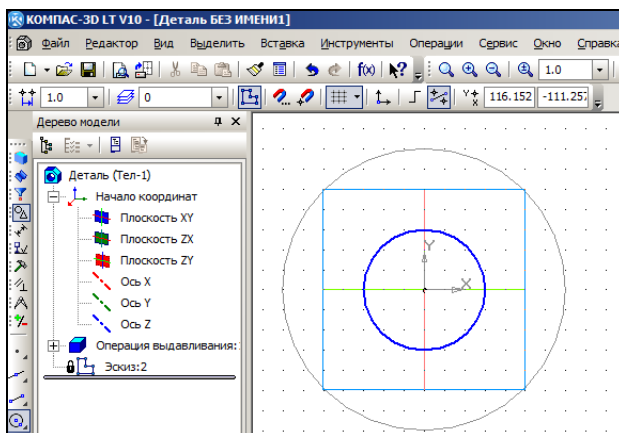 КОМПАС-3D LT V10 - [Деталь БЕЗ ИМЕНИ1]
Файл Редактор Вид Выделить Вставка Инструменты Операции Сервис Окно Справка
f(x) 1.0
1.0 0 116.152 -111.257
Дерево модели
Деталь (Тел-1)
Начало координат
Плоскость XY
Плоскость ZX
Плоскость ZY
Ось X
Ось Y
Ось Z
Операция выдавливания:
Эскиз:2
Y
X